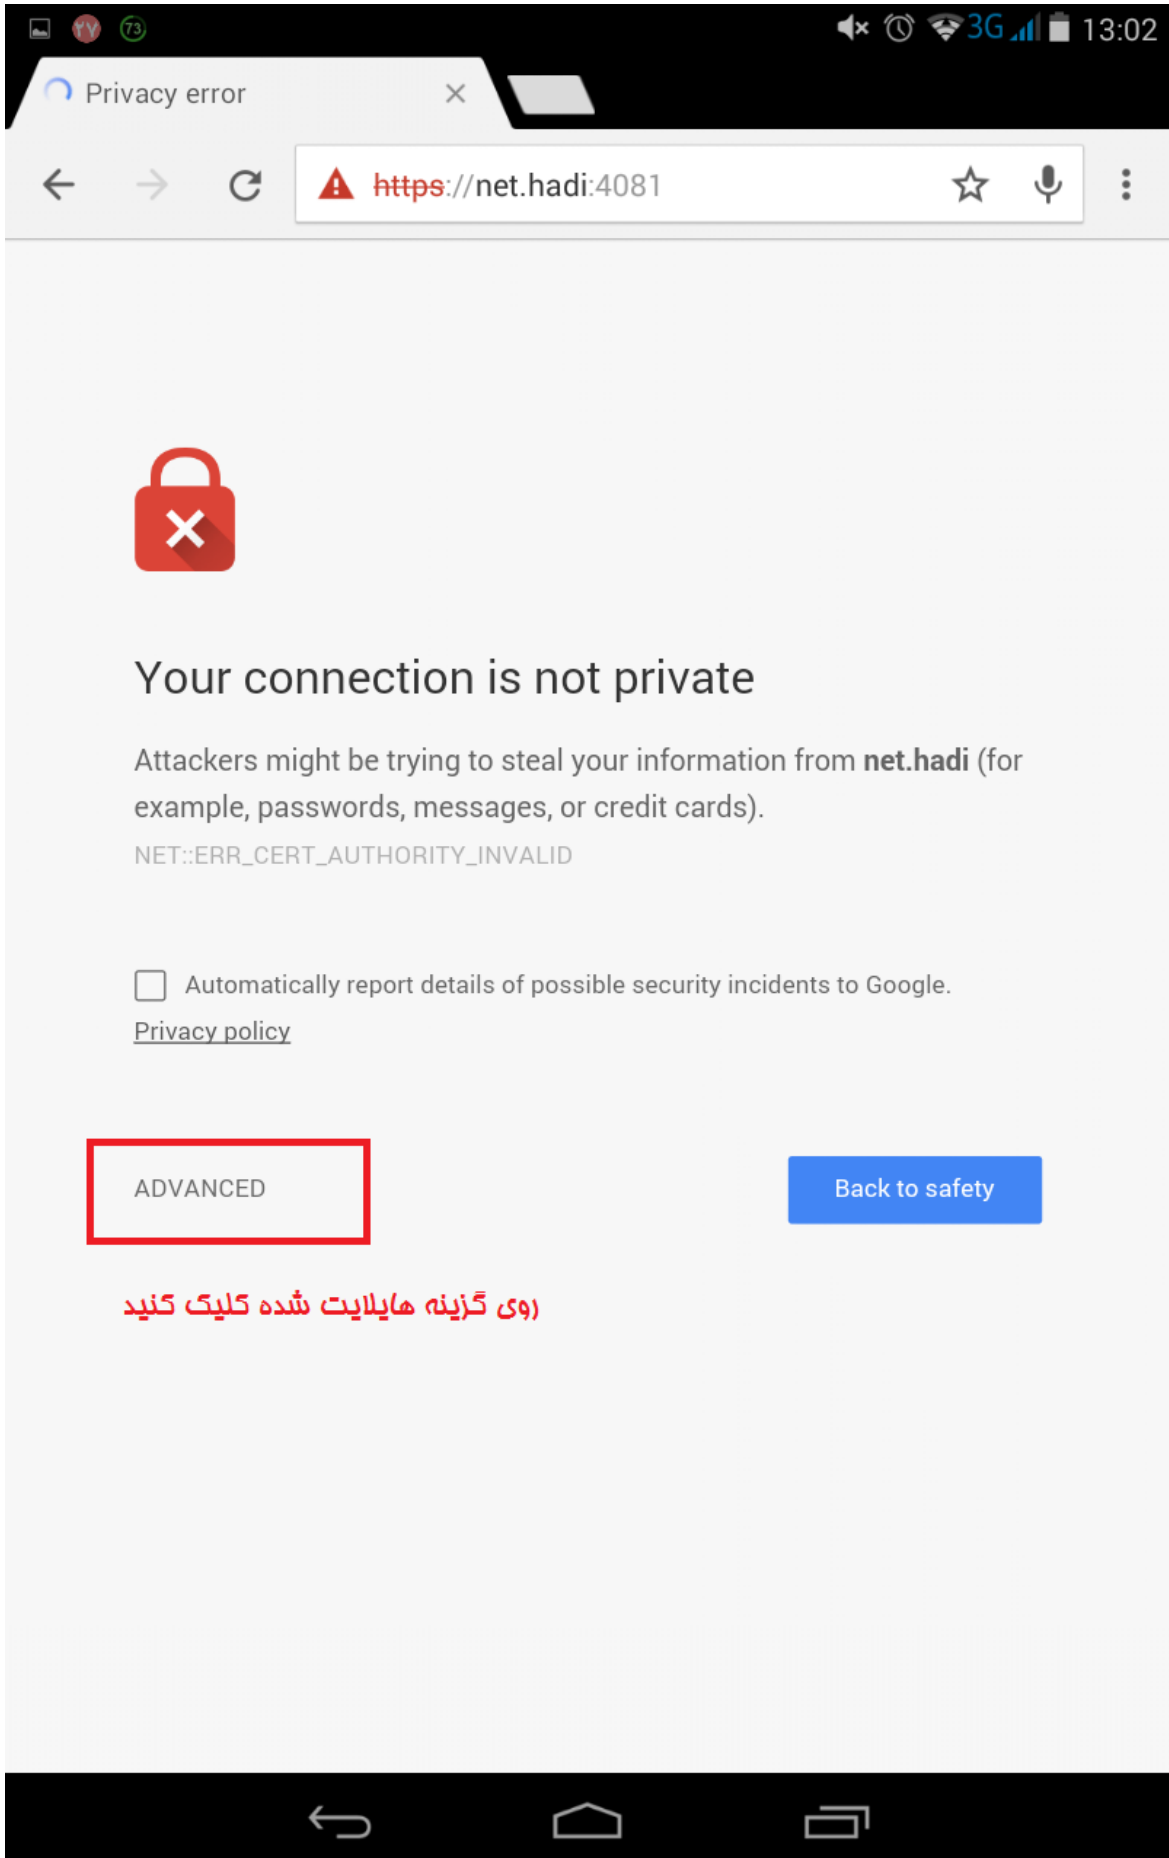 ۲۷ 73 3G 13:02
Privacy error
https://net.hadi:4081
Your connection is not private
Attackers might be trying to steal your information from net.hadi (for
example, passwords, messages, or credit cards).
NET::ERR_CERT_AUTHORITY_INVALID
Automatically report details of possible security incidents to Google.
Privacy policy
ADVANCED
Back to safety
روی گزینه هایلایت شده کلیک کنید